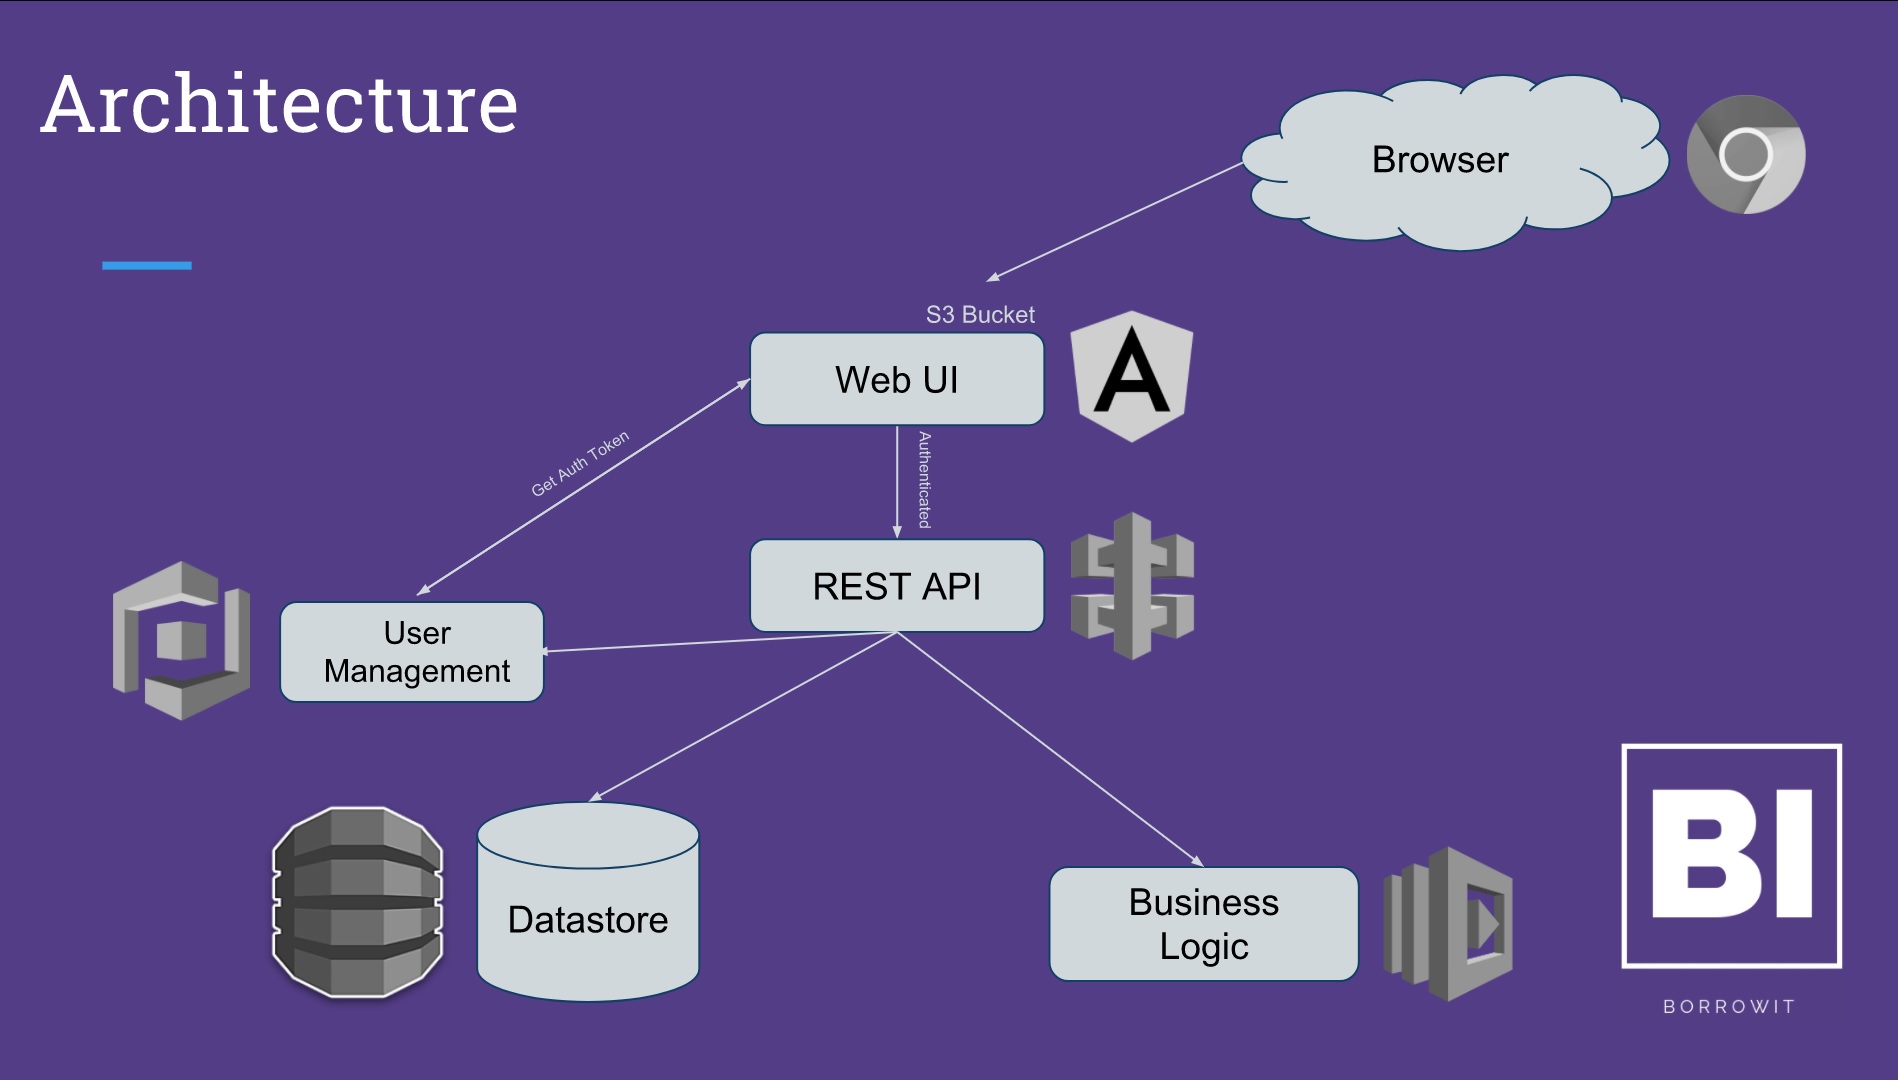 Architecture
Browser
S3 Bucket
Web UI
Get Auth Token
Authenticated
REST API
User
Management
Datastore
Business
Logic
BI
BORROWIT